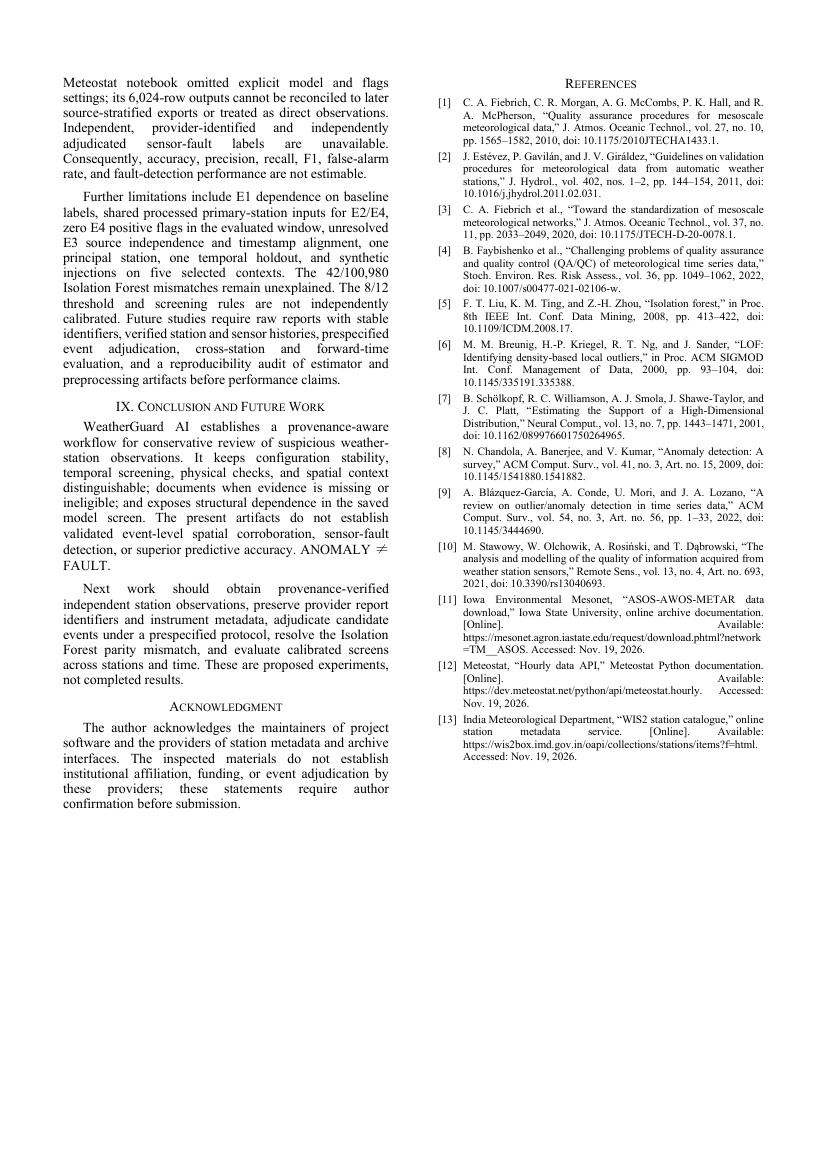 Meteostat notebook omitted explicit model and flags
settings; its 6,024-row outputs cannot be reconciled to later
source-stratified exports or treated as direct observations.
Independent, provider-identified and independently
adjudicated sensor-fault labels are unavailable.
Consequently, accuracy, precision, recall, F1, false-alarm
rate, and fault-detection performance are not estimable.
Further limitations include E1 dependence on baseline
labels, shared processed primary-station inputs for E2/E4,
zero E4 positive flags in the evaluated window, unresolved
E3 source independence and timestamp alignment, one
principal station, one temporal holdout, and synthetic
injections on five selected contexts. The 42/100,980
Isolation Forest mismatches remain unexplained. The 8/12
threshold and screening rules are not independently
calibrated. Future studies require raw reports with stable
identifiers, verified station and sensor histories, prespecified
event adjudication, cross-station and forward-time
evaluation, and a reproducibility audit of estimator and
preprocessing artifacts before performance claims.
IX. CONCLUSION AND FUTURE WORK
WeatherGuard AI establishes a provenance-aware
workflow for conservative review of suspicious weather-
station observations. It keeps configuration stability,
temporal screening, physical checks, and spatial context
distinguishable; documents when evidence is missing or
ineligible; and exposes structural dependence in the saved
model screen. The present artifacts do not establish
validated event-level spatial corroboration, sensor-fault
detection, or superior predictive accuracy. ANOMALY ≠
FAULT.
Next work should obtain provenance-verified
independent station observations, preserve provider report
identifiers and instrument metadata, adjudicate candidate
events under a prespecified protocol, resolve the Isolation
Forest parity mismatch, and evaluate calibrated screens
across stations and time. These are proposed experiments,
not completed results.
ACKNOWLEDGMENT
The author acknowledges the maintainers of project
software and the providers of station metadata and archive
interfaces. The inspected materials do not establish
institutional affiliation, funding, or event adjudication by
these providers; these statements require author
confirmation before submission.
REFERENCES
[1] C. A. Fiebrich, C. R. Morgan, A. G. McCombs, P. K. Hall, and R.
A. McPherson, “Quality assurance procedures for mesoscale
meteorological data,” J. Atmos. Oceanic Technol., vol. 27, no. 10,
pp. 1565–1582, 2010, doi: 10.1175/2010JTECHA1433.1.
[2] J. Estévez, P. Gavilán, and J. V. Giráldez, “Guidelines on validation
procedures for meteorological data from automatic weather
stations,” J. Hydrol., vol. 402, nos. 1–2, pp. 144–154, 2011, doi:
10.1016/j.jhydrol.2011.02.031.
[3] C. A. Fiebrich et al., “Toward the standardization of mesoscale
meteorological networks,” J. Atmos. Oceanic Technol., vol. 37, no.
11, pp. 2033–2049, 2020, doi: 10.1175/JTECH-D-20-0078.1.
[4] B. Faybishenko et al., “Challenging problems of quality assurance
and quality control (QA/QC) of meteorological time series data,”
Stoch. Environ. Res. Risk Assess., vol. 36, pp. 1049–1062, 2022,
doi: 10.1007/s00477-021-02106-w.
[5] F. T. Liu, K. M. Ting, and Z.-H. Zhou, “Isolation forest,” in Proc.
8th IEEE Int. Conf. Data Mining, 2008, pp. 413–422, doi:
10.1109/ICDM.2008.17.
[6] M. M. Breunig, H.-P. Kriegel, R. T. Ng, and J. Sander, “LOF:
Identifying density-based local outliers,” in Proc. ACM SIGMOD
Int. Conf. Management of Data, 2000, pp. 93–104, doi:
10.1145/335191.335388.
[7] B. Schölkopf, R. C. Williamson, A. J. Smola, J. Shawe-Taylor, and
J. C. Platt, “Estimating the Support of a High-Dimensional
Distribution,” Neural Comput., vol. 13, no. 7, pp. 1443–1471, 2001,
doi: 10.1162/089976601750264965.
[8] N. Chandola, A. Banerjee, and V. Kumar, “Anomaly detection: A
survey,” ACM Comput. Surv., vol. 41, no. 3, Art. no. 15, 2009, doi:
10.1145/1541880.1541882.
[9] A. Blázquez-García, A. Conde, U. Mori, and J. A. Lozano, “A
review on outlier/anomaly detection in time series data,” ACM
Comput. Surv., vol. 54, no. 3, Art. no. 56, pp. 1–33, 2022, doi:
10.1145/3444690.
[10] M. Stawowy, W. Olchowik, A. Rosiński, and T. Dąbrowski, “The
analysis and modelling of the quality of information acquired from
weather station sensors,” Remote Sens., vol. 13, no. 4, Art. no. 693,
2021, doi: 10.3390/rs13040693.
[11] Iowa Environmental Mesonet, “ASOS-AWOS-METAR data
download,” Iowa State University, online archive documentation.
[Online]. Available:
https://mesonet.agron.iastate.edu/request/download.phtml?network
=TM__ASOS. Accessed: Nov. 19, 2026.
[12] Meteostat, “Hourly data API,” Meteostat Python documentation.
[Online]. Available:
https://dev.meteostat.net/python/api/meteostat.hourly. Accessed:
Nov. 19, 2026.
[13] India Meteorological Department, “WIS2 station catalogue,” online
station metadata service. [Online]. Available:
https://wis2box.imd.gov.in/oapi/collections/stations/items?f=html.
Accessed: Nov. 19, 2026.